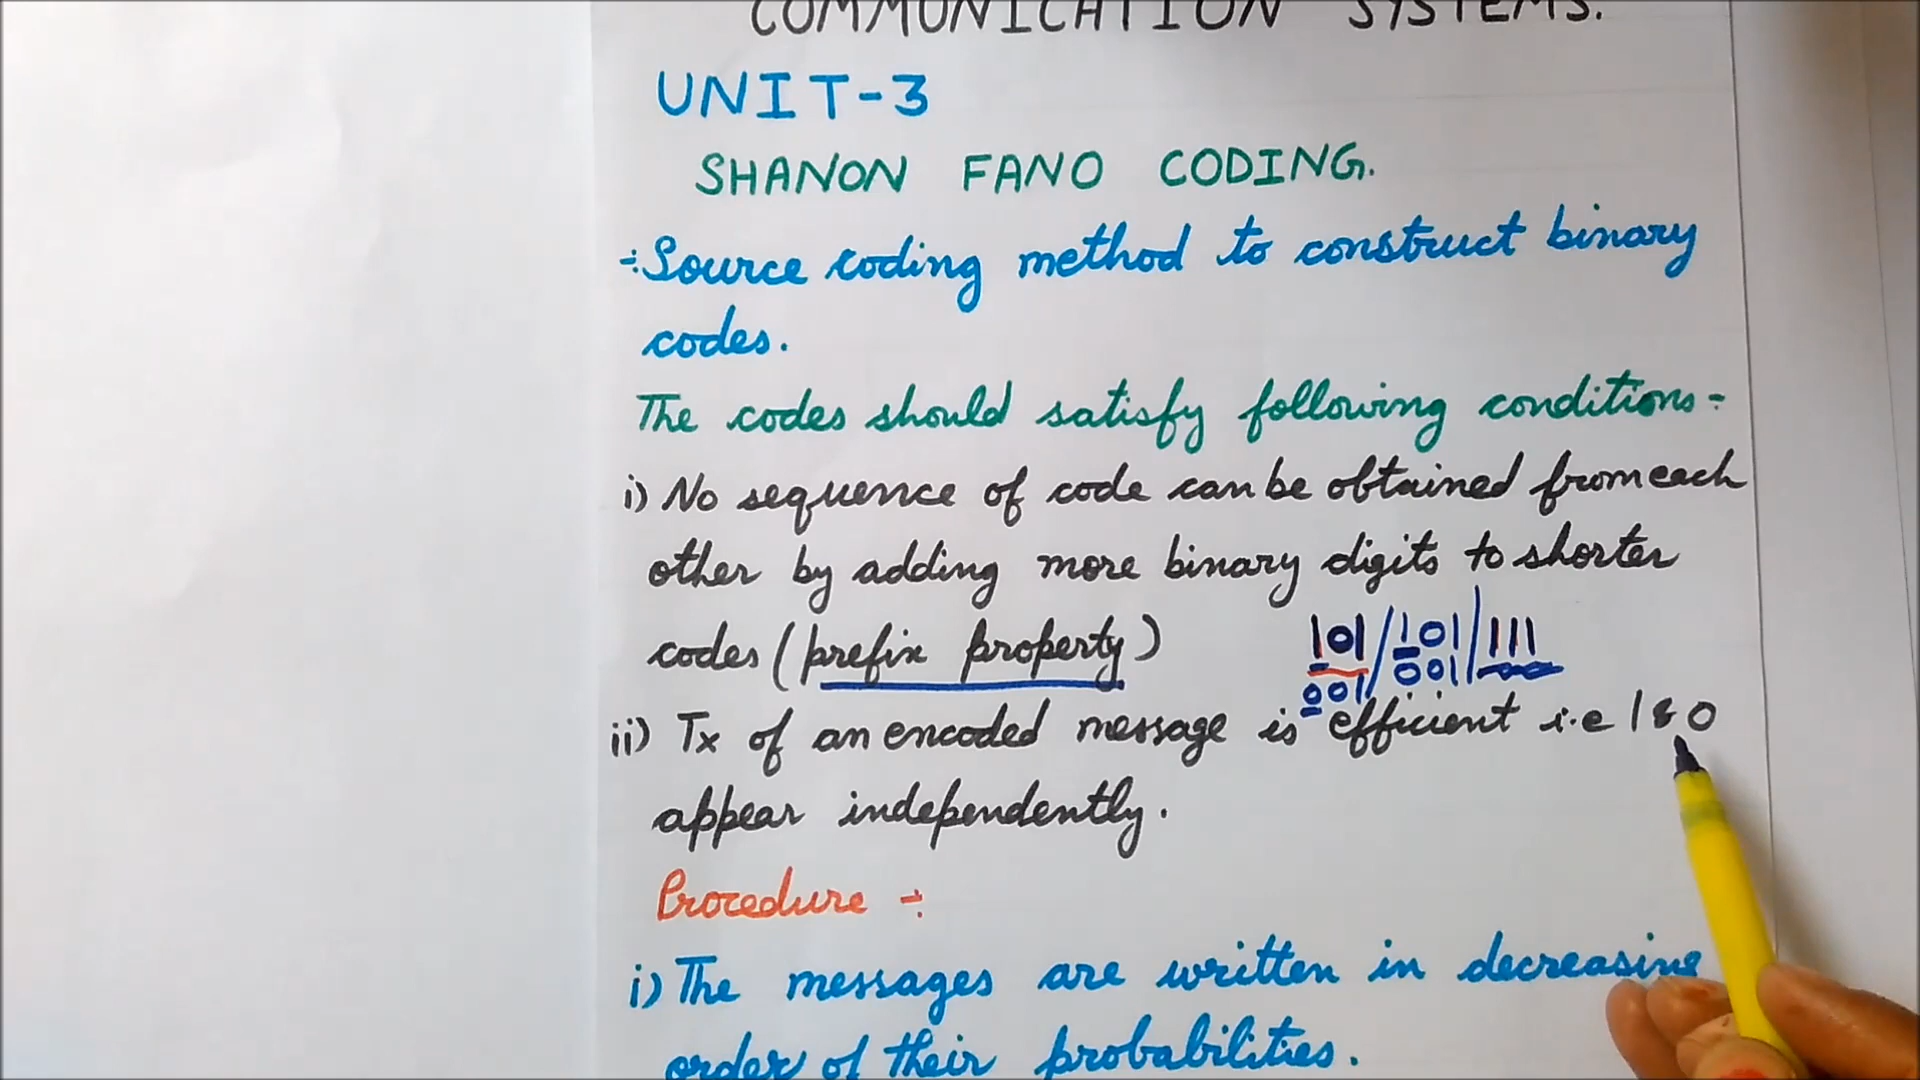 COMMUNICATION SYSTEMS.
UNIT-3
SHANON FANO CODING.
÷Source coding method to construct binary
codes.
The codes should satisfy following conditions-
i) No sequence of code can be obtained from each
other by adding more binary digits to shorter
codes (prefix property)
101/101/111
001/001/
ii) Tx of an encoded message is efficient i.e 1 & 0
appear independently.
Procedure ÷
i) The messages are written in decreasing
order of their probabilities.